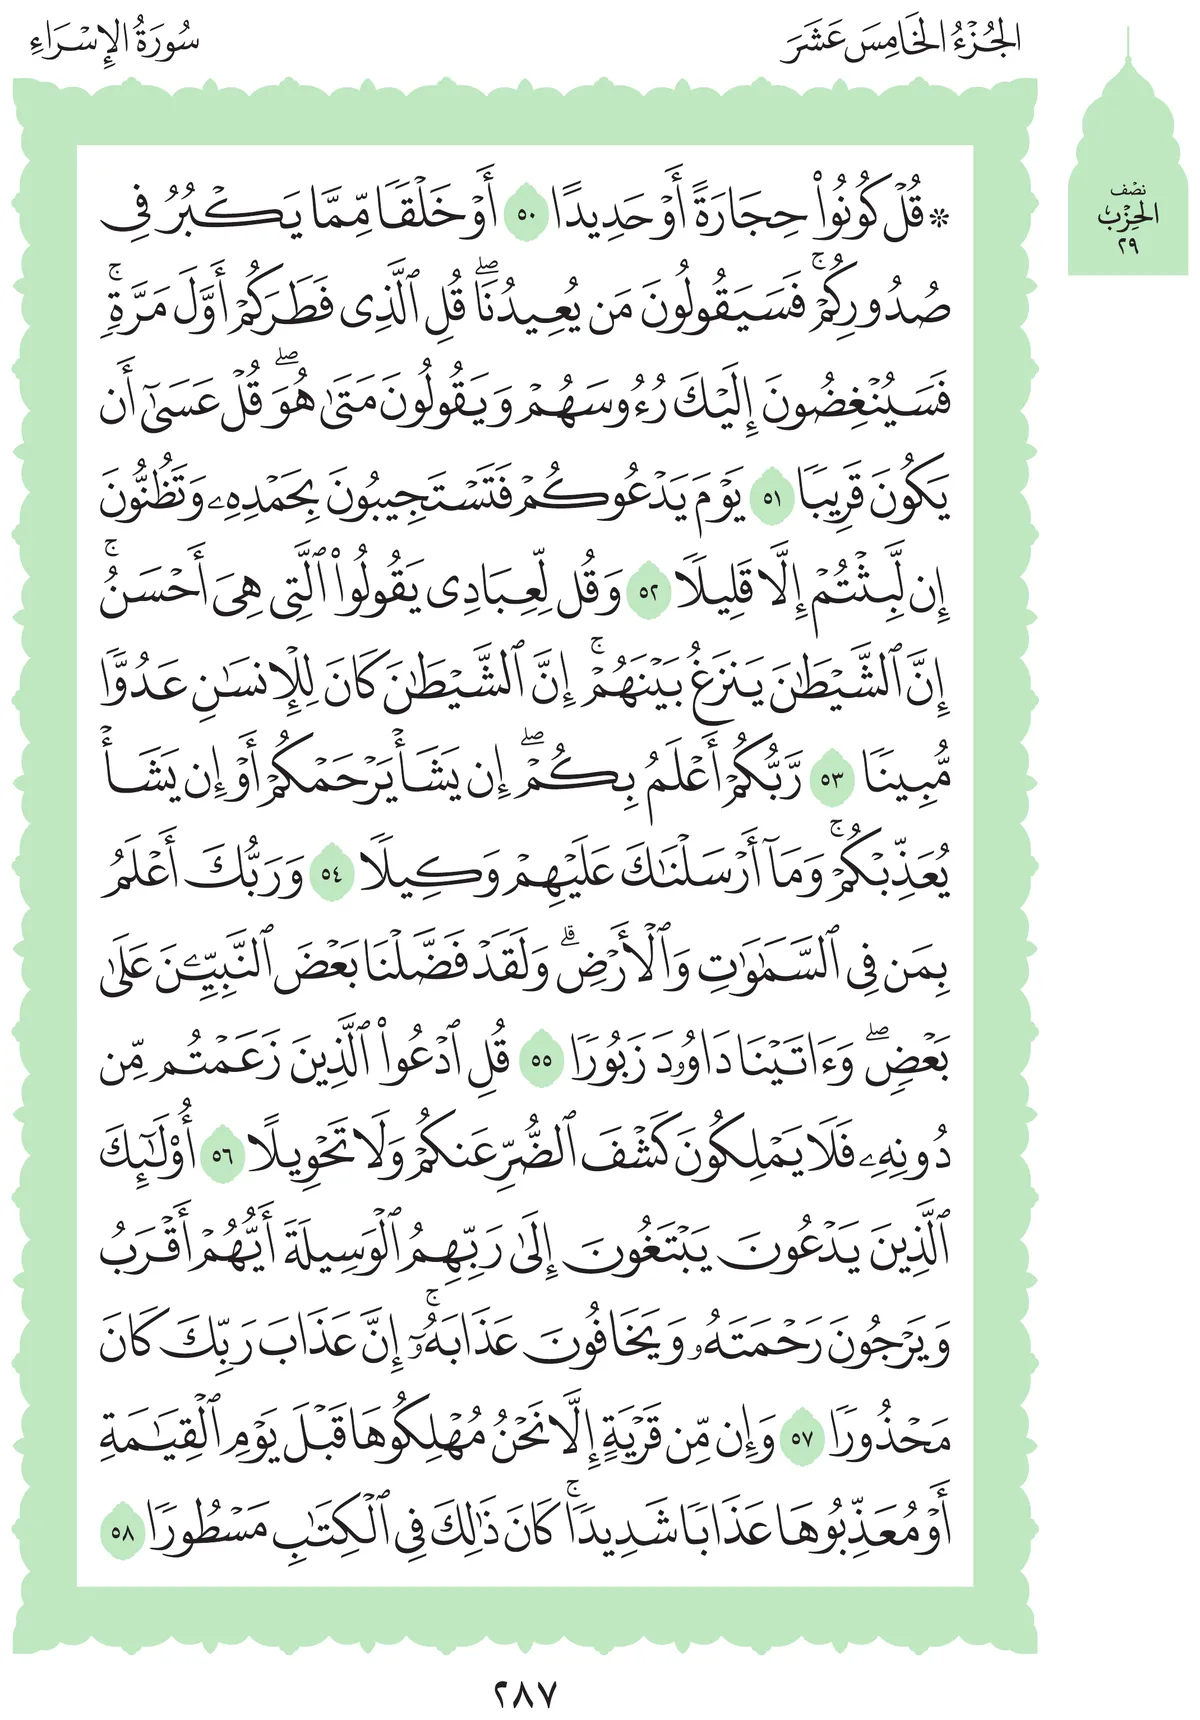 الجُزْءُ الخَامِسَ عَشَرَ
سُورَةُ الإِسْرَاءِ
نصف
الحِزْب
٢٩
۞ قُلْ كُونُوا۟ حِجَارَةً أَوْ حَدِيدًا ٥٠ أَوْ خَلْقًا مِّمَّا يَكْبُرُ فِى
صُدُورِكُمْۚ فَسَيَقُولُونَ مَن يُعِيدُنَاۖ قُلِ ٱلَّذِى فَطَرَكُمْ أَوَّلَ مَرَّةٍۚ
فَسَيُنْغِضُونَ إِلَيْكَ رُءُوسَهُمْ وَيَقُولُونَ مَتَىٰ هُوَۖ قُلْ عَسَىٰٓ أَن
يَكُونَ قَرِيبًا ٥١ يَوْمَ يَدْعُوكُمْ فَتَسْتَجِيبُونَ بِحَمْدِهِۦ وَتَظُنُّونَ
إِن لَّبِثْتُمْ إِلَّا قَلِيلًا ٥٢ وَقُل لِّعِبَادِى يَقُولُوا۟ ٱلَّتِى هِىَ أَحْسَنُۚ
إِنَّ ٱلشَّيْطَٰنَ يَنزَغُ بَيْنَهُمْۚ إِنَّ ٱلشَّيْطَٰنَ كَانَ لِلْإِنسَٰنِ عَدُوًّا
مُّبِينًا ٥٣ رَّبُّكُمْ أَعْلَمُ بِكُمْۖ إِن يَشَأْ يَرْحَمْكُمْ أَوْ إِن يَشَأْ
يُعَذِّبْكُمْۚ وَمَآ أَرْسَلْنَٰكَ عَلَيْهِمْ وَكِيلًا ٥٤ وَرَبُّكَ أَعْلَمُ
بِمَن فِى ٱلسَّمَٰوَٰتِ وَٱلْأَرْضِۗ وَلَقَدْ فَضَّلْنَا بَعْضَ ٱلنَّبِيِّۦنَ عَلَىٰ
بَعْضٍۖ وَءَاتَيْنَا دَاوُۥدَ زَبُورًا ٥٥ قُلِ ٱدْعُوا۟ ٱلَّذِينَ زَعَمْتُم مِّن
دُونِهِۦ فَلَا يَمْلِكُونَ كَشْفَ ٱلضُّرِّ عَنكُمْ وَلَا تَحْوِيلًا ٥٦ أُو۟لَٰٓئِكَ
ٱلَّذِينَ يَدْعُونَ يَبْتَغُونَ إِلَىٰ رَبِّهِمُ ٱلْوَسِيلَةَ أَيُّهُمْ أَقْرَبُ
وَيَرْجُونَ رَحْمَتَهُۥ وَيَخَافُونَ عَذَابَهُۥٓۚ إِنَّ عَذَابَ رَبِّكَ كَانَ
مَحْذُورًا ٥٧ وَإِن مِّن قَرْيَةٍ إِلَّا نَحْنُ مُهْلِكُوهَا قَبْلَ يَوْمِ ٱلْقِيَٰمَةِ
أَوْ مُعَذِّبُوهَا عَذَابًا شَدِيدًاۚ كَانَ ذَٰلِكَ فِى ٱلْكِتَٰبِ مَسْطُورًا ٥٨
٢٨٧